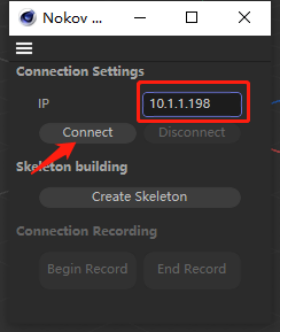 Nokov ...
Connection Settings
IP 10.1.1.198
Connect Disconnect
Skeleton building
Create Skeleton
Connection Recording
Begin Record End Record